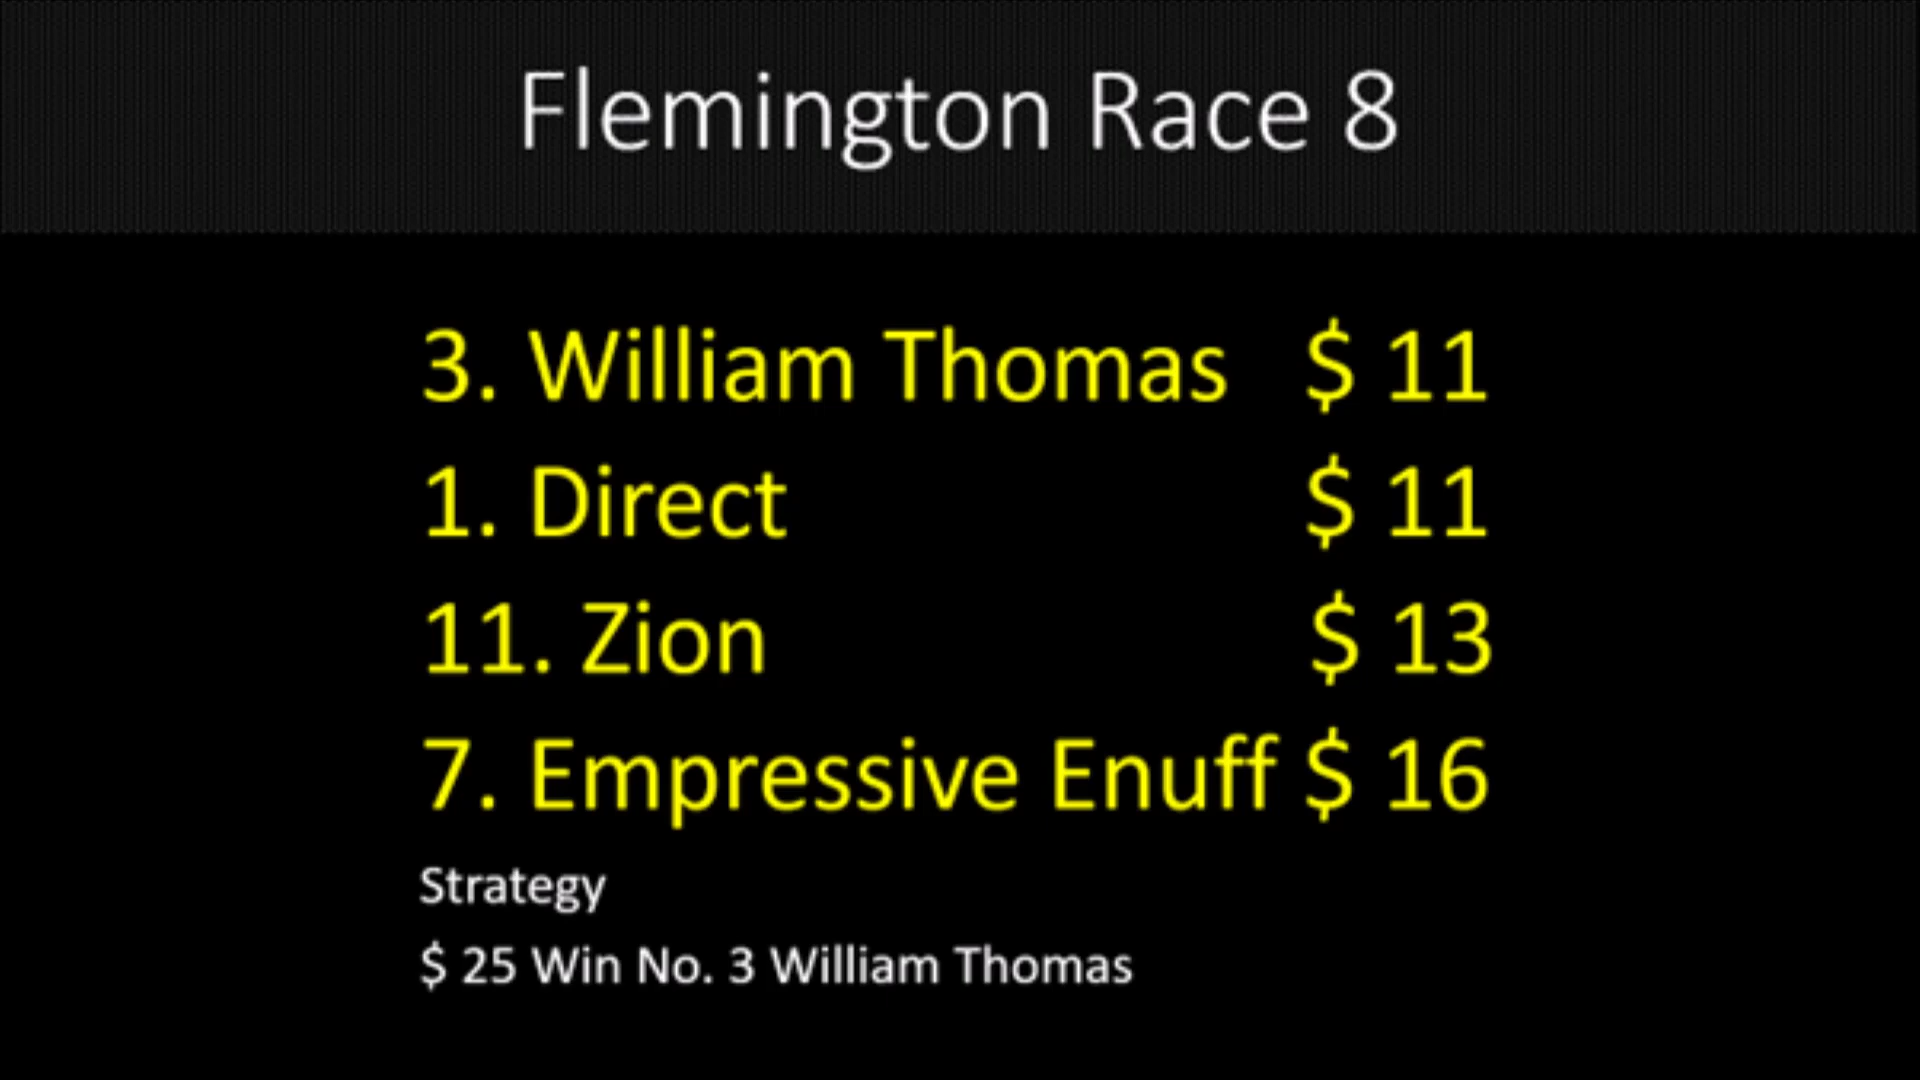 Flemington Race 8
3. William Thomas $ 11
1. Direct $ 11
11. Zion $ 13
7. Empressive Enuff $ 16
Strategy
$ 25 Win No. 3 William Thomas